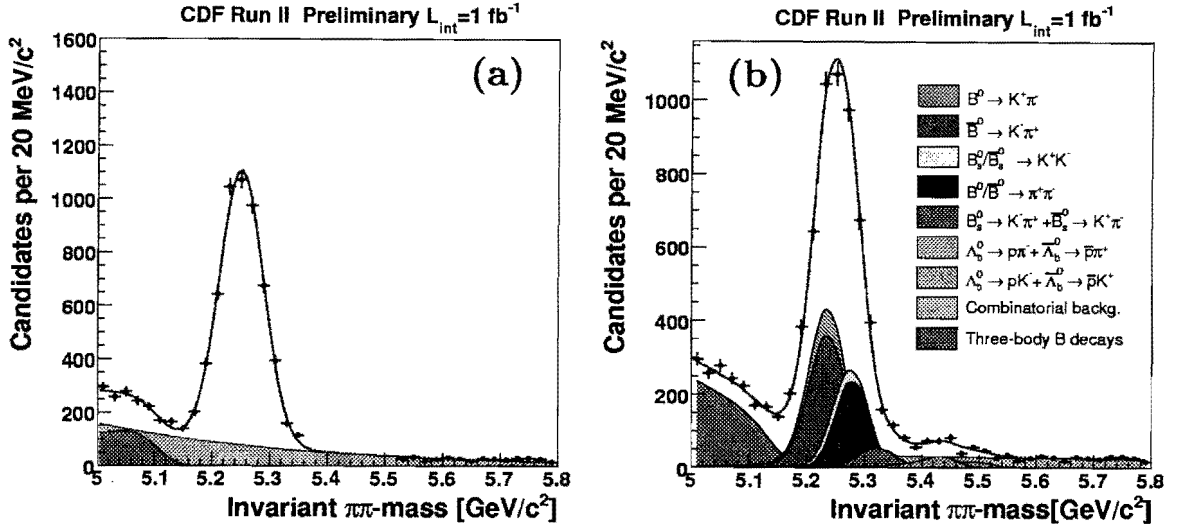 CDF Run II Preliminary L_int=1 fb⁻¹
(a)
Candidates per 20 MeV/c²
1600
1400
1200
1000
800
600
400
200
0
5 5.1 5.2 5.3 5.4 5.5 5.6 5.7 5.8
Invariant ππ-mass [GeV/c²]
CDF Run II Preliminary L_int=1 fb⁻¹
(b)
Candidates per 20 MeV/c²
1000
800
600
400
200
0
B⁰ → K⁺π⁻
B̄⁰ → K⁻π⁺
B⁰ₛ/B̄⁰ₛ → K⁺K⁻
B⁰/B̄⁰ → π⁺π⁻
B⁰ₛ → K⁻π⁺ + B̄⁰ₛ → K⁺π⁻
Λ⁰_b → pπ⁻ + Λ̄⁰_b → p̄π⁺
Λ⁰_b → pK⁻ + Λ̄⁰_b → p̄K⁺
Combinatorial backg.
Three-body B decays
5 5.1 5.2 5.3 5.4 5.5 5.6 5.7 5.8
Invariant ππ-mass[GeV/c²]